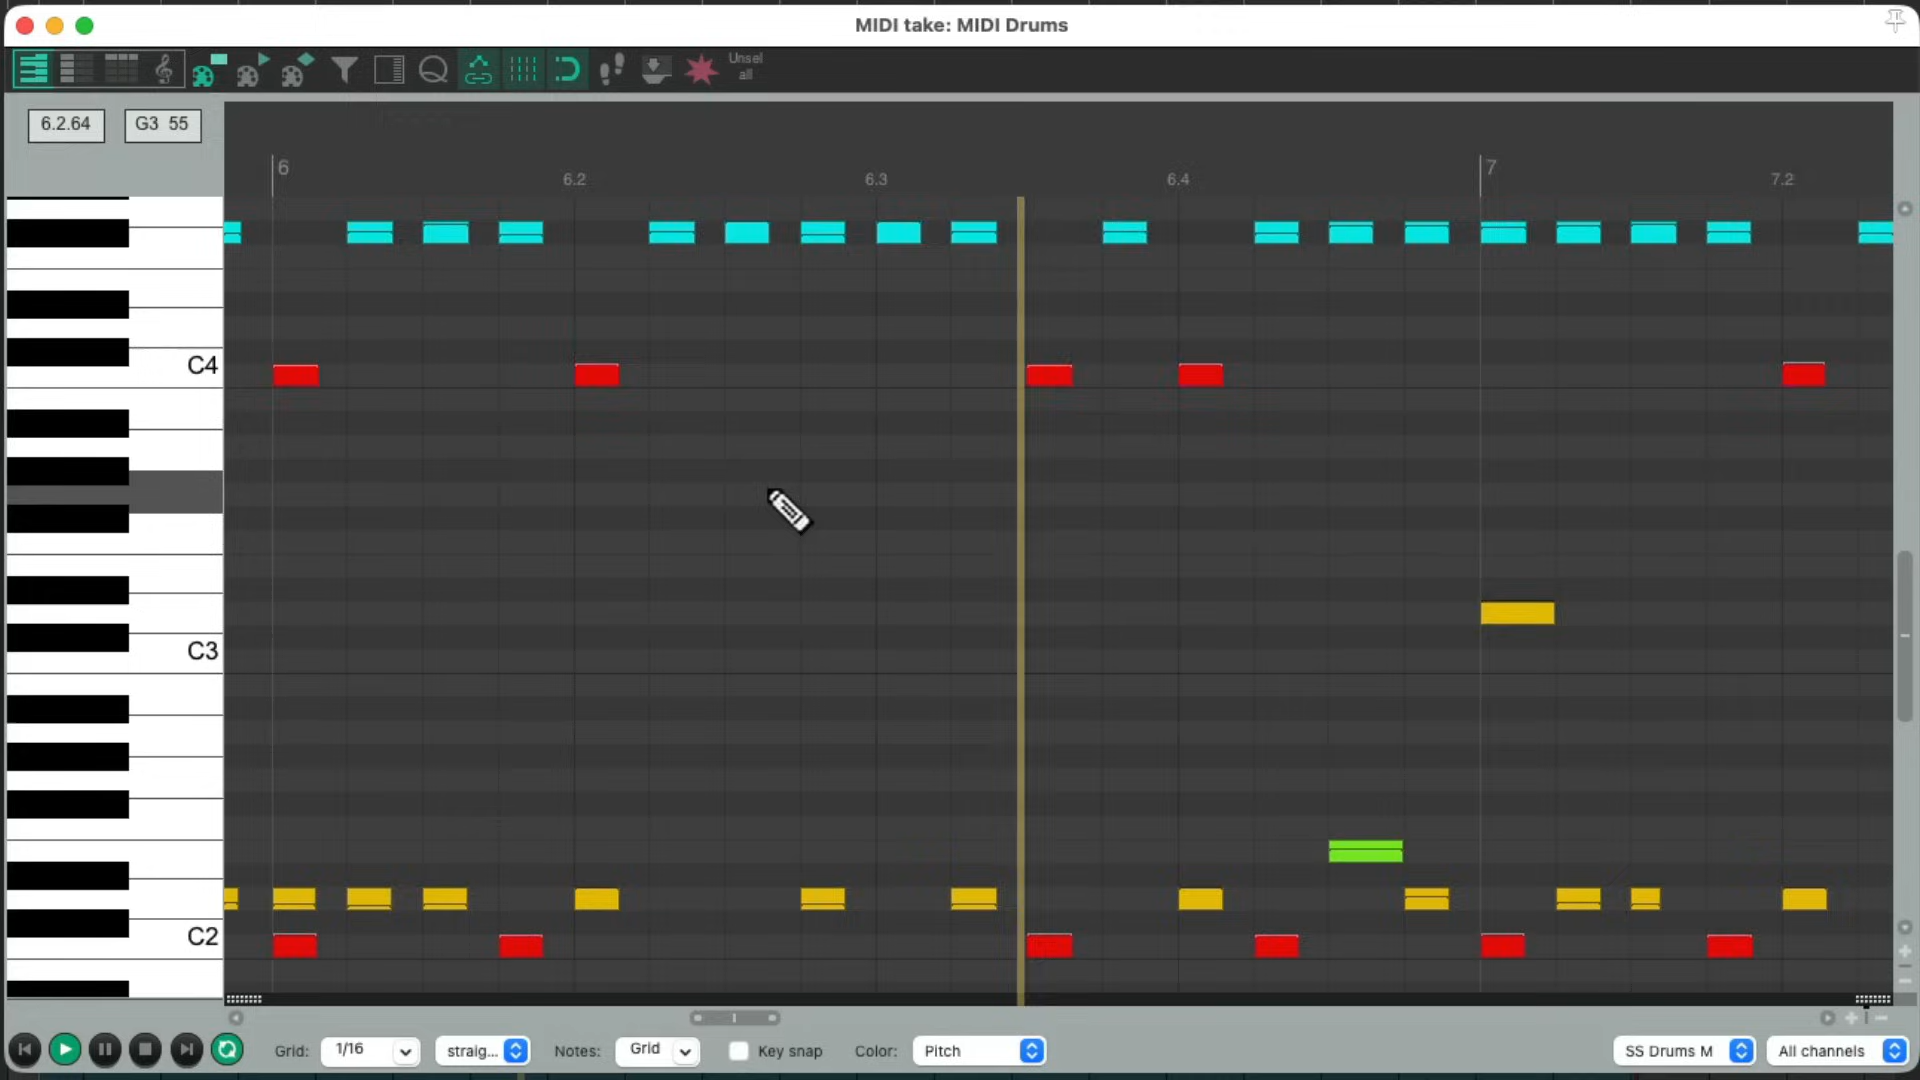 MIDI take: MIDI Drums
Unsel
all
6.2.64
G3 55
6
6.2
6.3
6.4
7
7.2
C4
C3
C2
Grid:
1/16
straig...
Notes:
Grid
Key snap
Color:
Pitch
SS Drums M
All channels